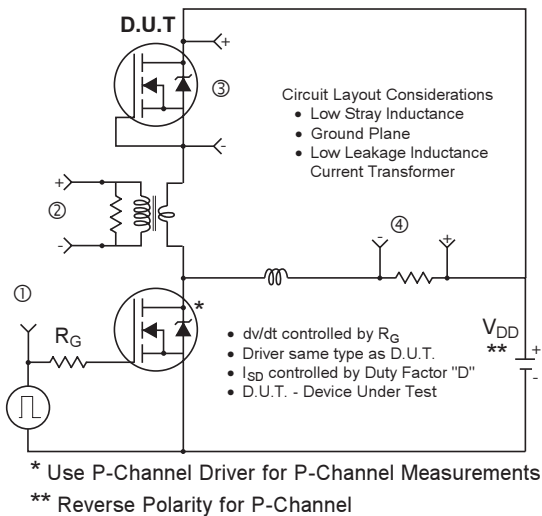 D.U.T
+
③
-
Circuit Layout Considerations
• Low Stray Inductance
• Ground Plane
• Low Leakage Inductance
Current Transformer
+
②
-
-
④
+
①
R_G
*
• dv/dt controlled by R_G
• Driver same type as D.U.T.
• I_SD controlled by Duty Factor "D"
• D.U.T. - Device Under Test
V_DD
**
+
-
* Use P-Channel Driver for P-Channel Measurements
** Reverse Polarity for P-Channel